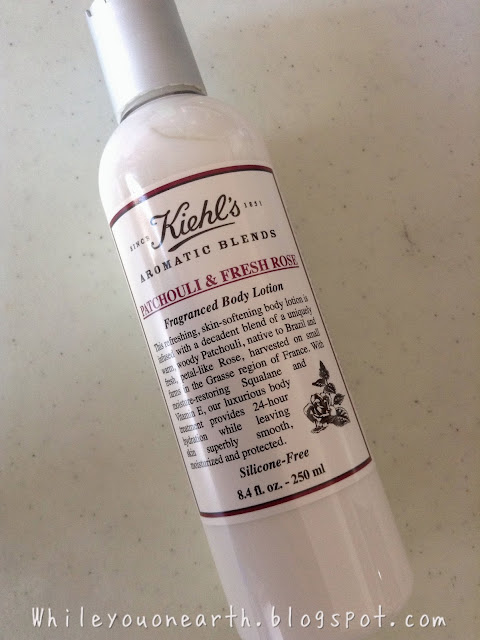 SINCE Kiehl's 1851
AROMATIC BLENDS
PATCHOULI & FRESH ROSE
Fragranced Body Lotion
This refreshing, skin-softening body lotion is
infused with a decadent blend of a uniquely
warm, woody Patchouli, native to Brazil and
fresh, petal-like Rose, harvested on small
farms in the Grasse region of France. With
moisture-restoring Squalane and
Vitamin E, our luxurious body
treatment provides 24-hour
hydration while leaving
skin superbly smooth,
moisturized and protected.
Silicone-Free
8.4 fl. oz. - 250 ml
Whileyouonearth.blogspot.com